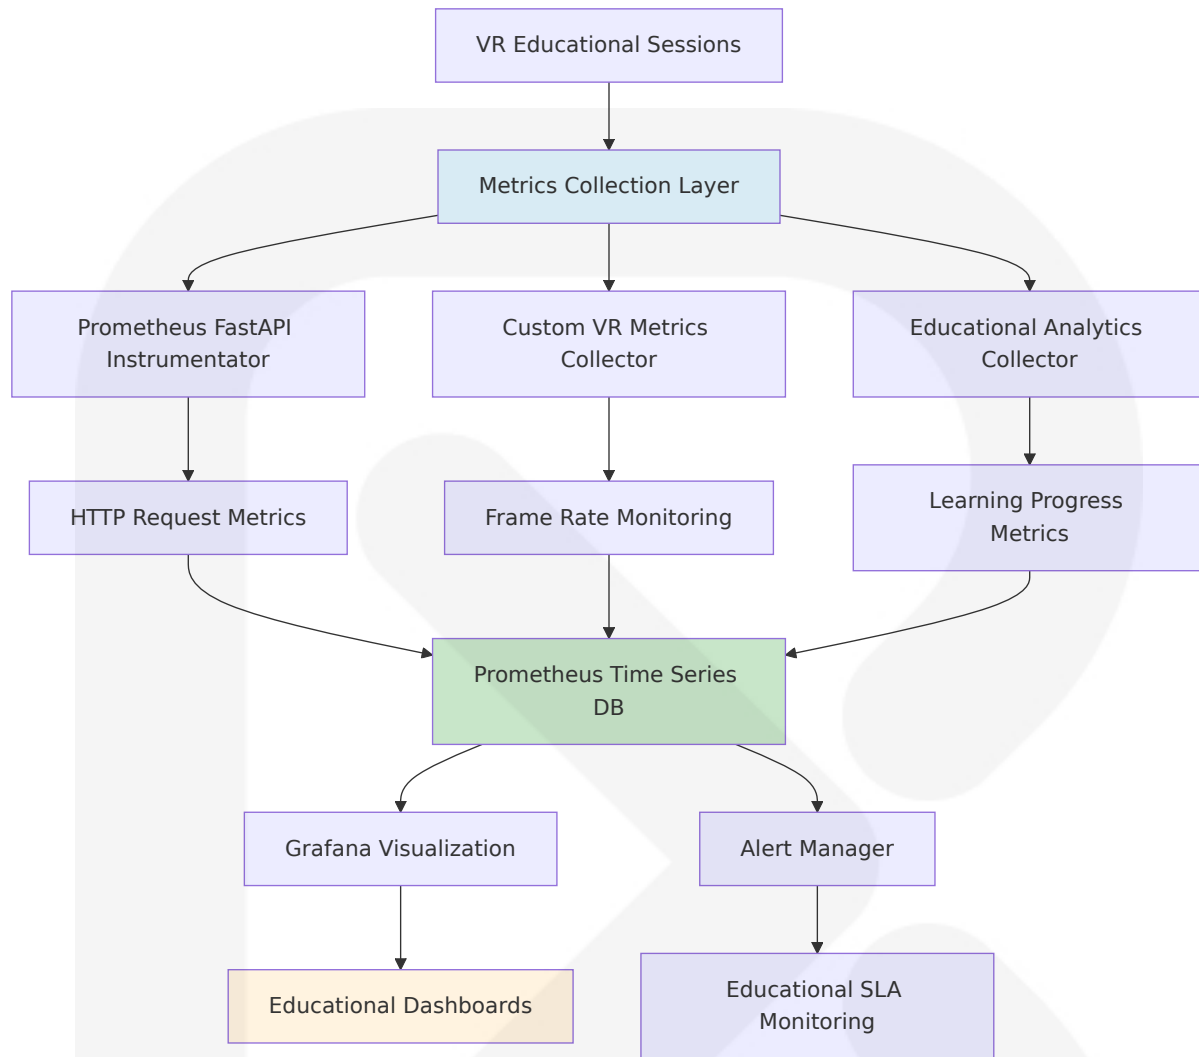 VR Educational Sessions
Metrics Collection Layer
Prometheus FastAPI
Instrumentator
Custom VR Metrics
Collector
Educational Analytics
Collector
HTTP Request Metrics
Frame Rate Monitoring
Learning Progress
Metrics
Prometheus Time Series
DB
Grafana Visualization
Alert Manager
Educational Dashboards
Educational SLA
Monitoring